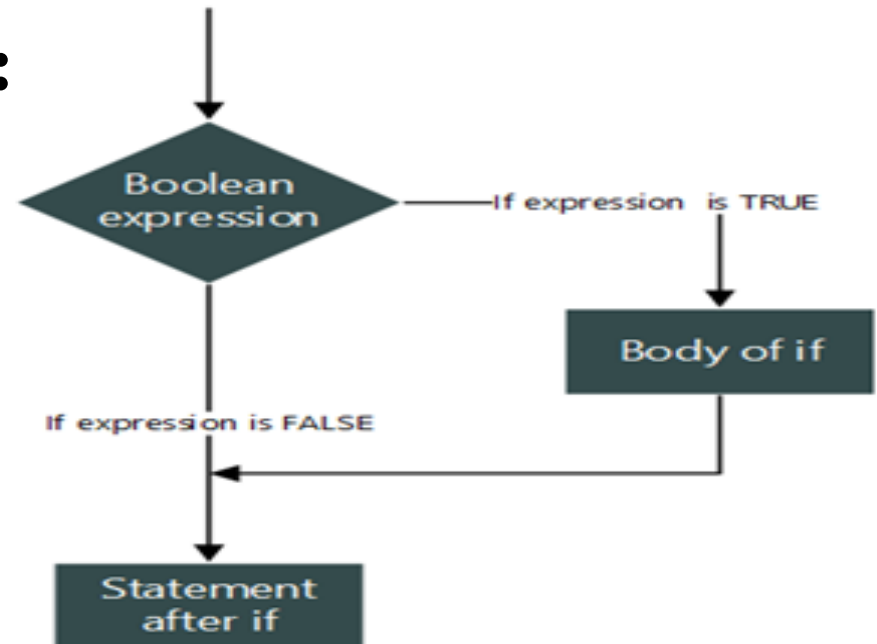 :
Boolean
expression
If expression is TRUE
Body of if
If expression is FALSE
Statement
after if